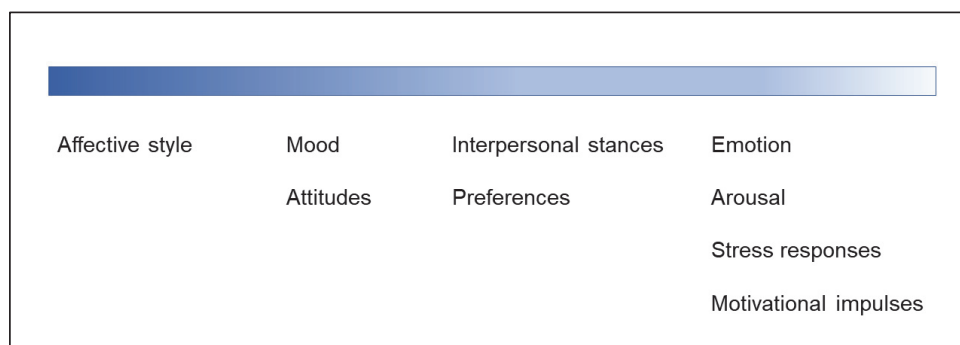 Affective style Mood Interpersonal stances Emotion
Attitudes Preferences Arousal
Stress responses
Motivational impulses